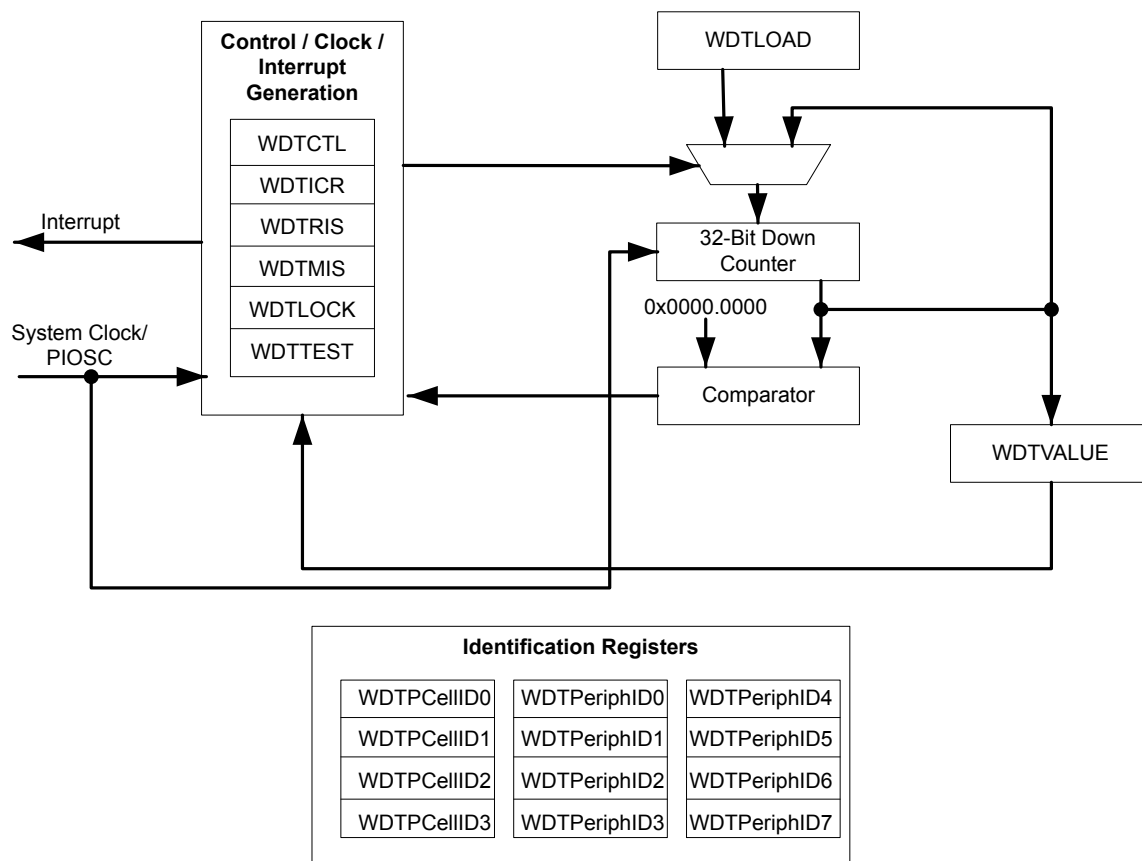 Control / Clock /
Interrupt
Generation
WDTCTL
WDTICR
WDTRIS
WDTMIS
WDTLOCK
WDTTEST
Interrupt
System Clock/
PIOSC
WDTLOAD
32-Bit Down
Counter
0x0000.0000
Comparator
WDTVALUE
Identification Registers
WDTPCellID0
WDTPeriphID0
WDTPeriphID4
WDTPCellID1
WDTPeriphID1
WDTPeriphID5
WDTPCellID2
WDTPeriphID2
WDTPeriphID6
WDTPCellID3
WDTPeriphID3
WDTPeriphID7